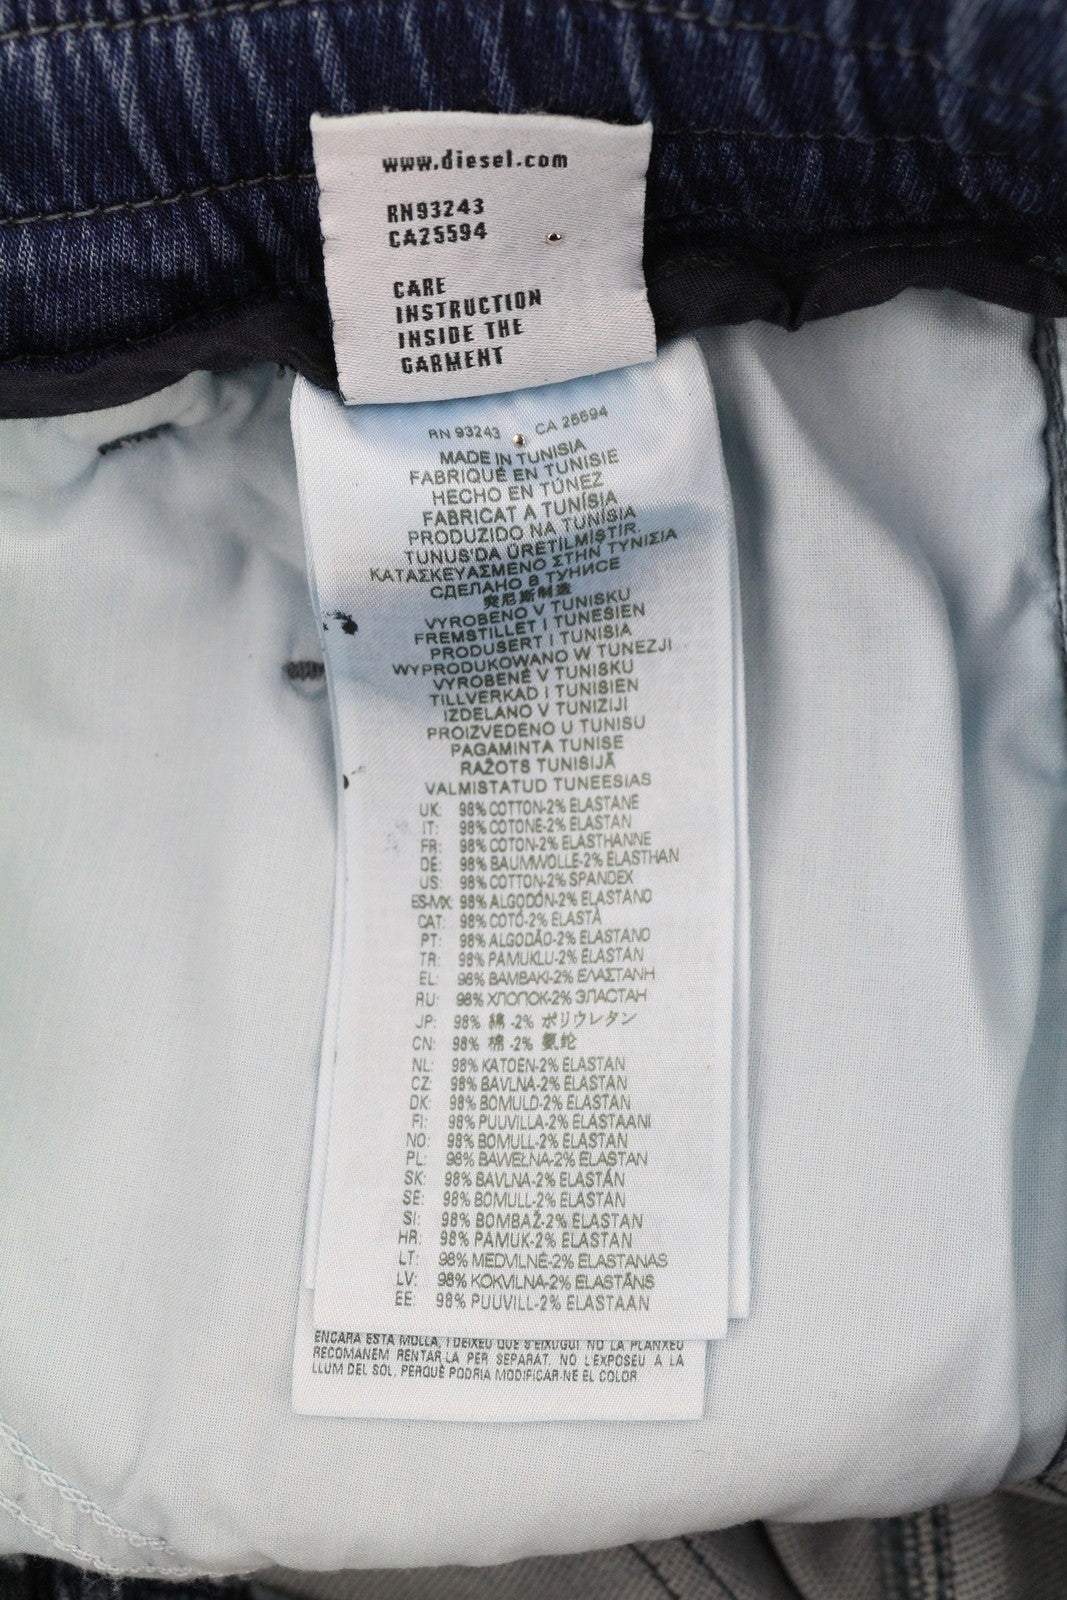 www.diesel.com
RN93243
CA25594
CARE
INSTRUCTION
INSIDE THE
GARMENT
RN 93243 CA 25594
MADE IN TUNISIA
FABRIQUÉ EN TUNISIE
HECHO EN TÚNEZ
FABRICAT A TUNÍSIA
PRODUZIDO NA TUNÍSIA
TUNUS'DA ÜRETILMIŞTIR.
ΚΑΤΑΣΚΕΥΑΣΜΕΝΟ ΣΤΗΝ ΤΥΝΙΣΙΑ
СДЕЛАНО В ТУНИСЕ
突尼斯制造
VYROBENO V TUNISKU
FREMSTILLET I TUNESIEN
PRODUSERT I TUNISIA
WYPRODUKOWANO W TUNEZJI
VYROBENÉ V TUNISKU
TILLVERKAD I TUNISIEN
IZDELANO V TUNIZIJI
PROIZVEDENO U TUNISU
PAGAMINTA TUNISE
RAŽOTS TUNISIJĀ
VALMISTATUD TUNEESIAS
UK: 98% COTTON-2% ELASTANE
IT: 98% COTONE-2% ELASTAN
FR: 98% COTON-2% ELASTHANNE
DE: 98% BAUMWOLLE-2% ELASTHAN
US: 98% COTTON-2% SPANDEX
ES-MX: 98% ALGODÓN-2% ELASTANO
CAT: 98% COTÓ-2% ELASTÀ
PT: 98% ALGODÃO-2% ELASTANO
TR: 98% PAMUKLU-2% ELASTAN
EL: 98% ΒΑΜΒΑΚΙ-2% ΕΛΑΣΤΑΝΗ
RU: 98% ХЛОПОК-2% ЭЛАСТАН
JP: 98% 綿 -2% ポリウレタン
CN: 98% 棉 -2% 氨纶
NL: 98% KATOEN-2% ELASTAN
CZ: 98% BAVLNA-2% ELASTAN
DK: 98% BOMULD-2% ELASTAN
FI: 98% PUUVILLA-2% ELASTAANI
NO: 98% BOMULL-2% ELASTAN
PL: 98% BAWEŁNA-2% ELASTAN
SK: 98% BAVLNA-2% ELASTÁN
SE: 98% BOMULL-2% ELASTAN
SI: 98% BOMBAŽ-2% ELASTAN
HR: 98% PAMUK-2% ELASTAN
LT: 98% MEDVILNĖ-2% ELASTANAS
LV: 98% KOKVILNA-2% ELASTĀNS
EE: 98% PUUVILL-2% ELASTAAN
ENCARA ESTÀ MULLA, I DEIXEU QUE S'EIXUGUI. NO LA PLANXEU
RECOMANEM RENTAR-LA PER SEPARAT. NO L'EXPOSEU A LA
LLUM DEL SOL, PERQUÈ PODRIA MODIFICAR-NE EL COLOR